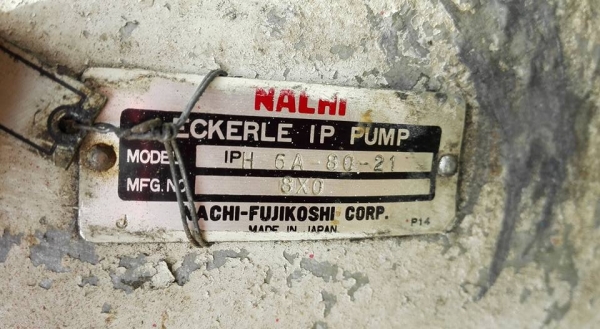 NACHI
ECKERLE IP PUMP
MODEL IPH 6A-80-21
MFG. NO 8X0
NACHI-FUJIKOSHI CORP.
MADE IN JAPAN. P14